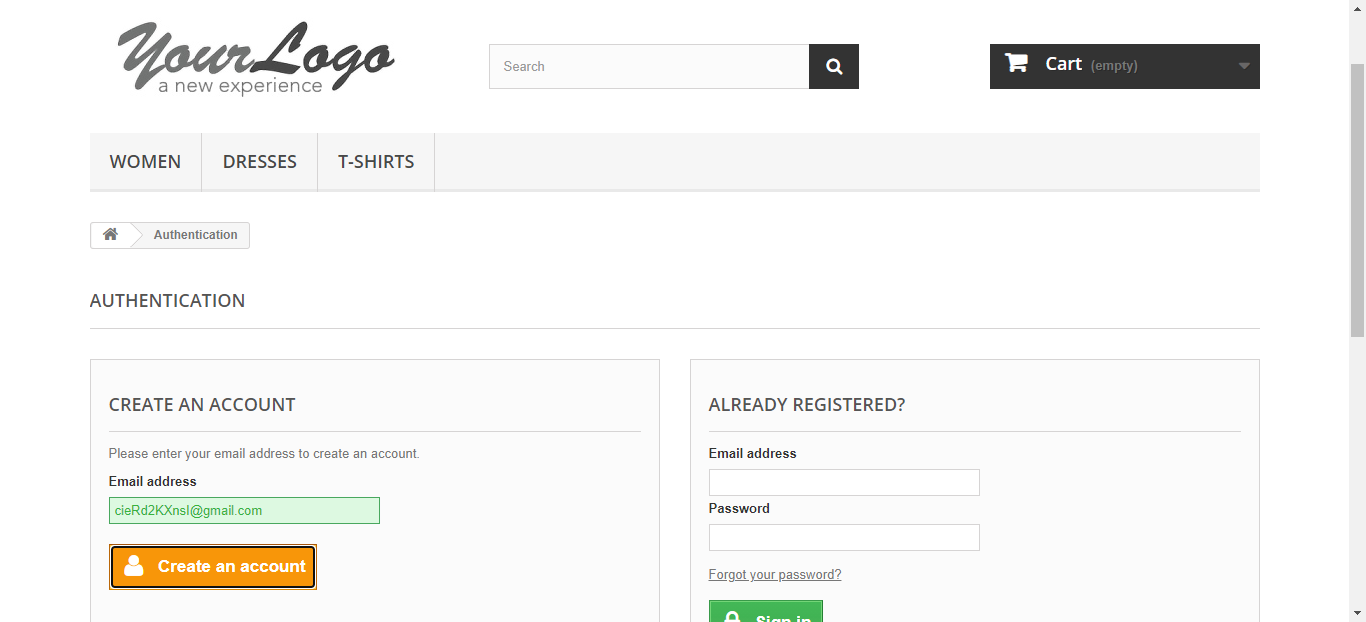 YourLogo
a new experience
Search
Cart (empty)
WOMEN DRESSES T-SHIRTS
Authentication
AUTHENTICATION
CREATE AN ACCOUNT
Please enter your email address to create an account.
Email address
cieRd2KXnsI@gmail.com
Create an account
ALREADY REGISTERED?
Email address
Password
Forgot your password?
Sign in